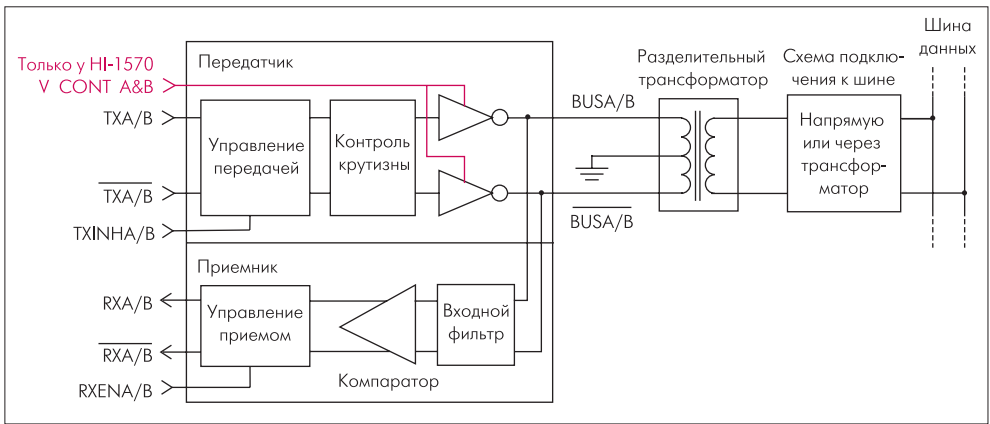 Только у HI-1570
V CONT A&B
TXA/B
TXA/B
TXINHA/B
RXA/B
RXA/B
RXENA/B
Передатчик
Управление
передачей
Контроль
крутизны
Приемник
Управление
приемом
Компаратор
Входной
фильтр
BUSA/B
BUSA/B
Разделительный
трансформатор
Схема подклю-
чения к шине
Напрямую
или через
трансфор-
матор
Шина
данных